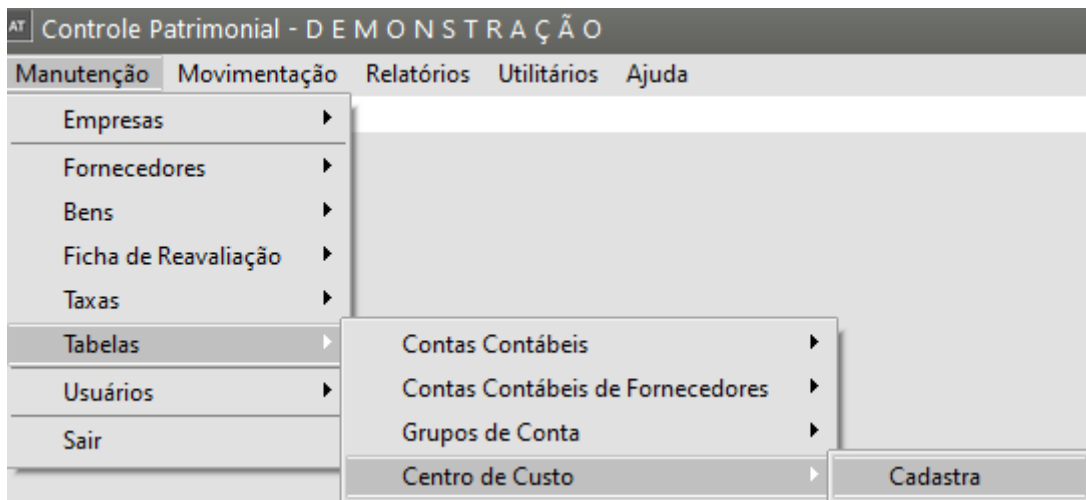 AT Controle Patrimonial - D E M O N S T R A Ç Ã O
Manutenção Movimentação Relatórios Utilitários Ajuda
Empresas
Fornecedores
Bens
Ficha de Reavaliação
Taxas
Tabelas
Usuários
Sair
Contas Contábeis
Contas Contábeis de Fornecedores
Grupos de Conta
Centro de Custo
Cadastra